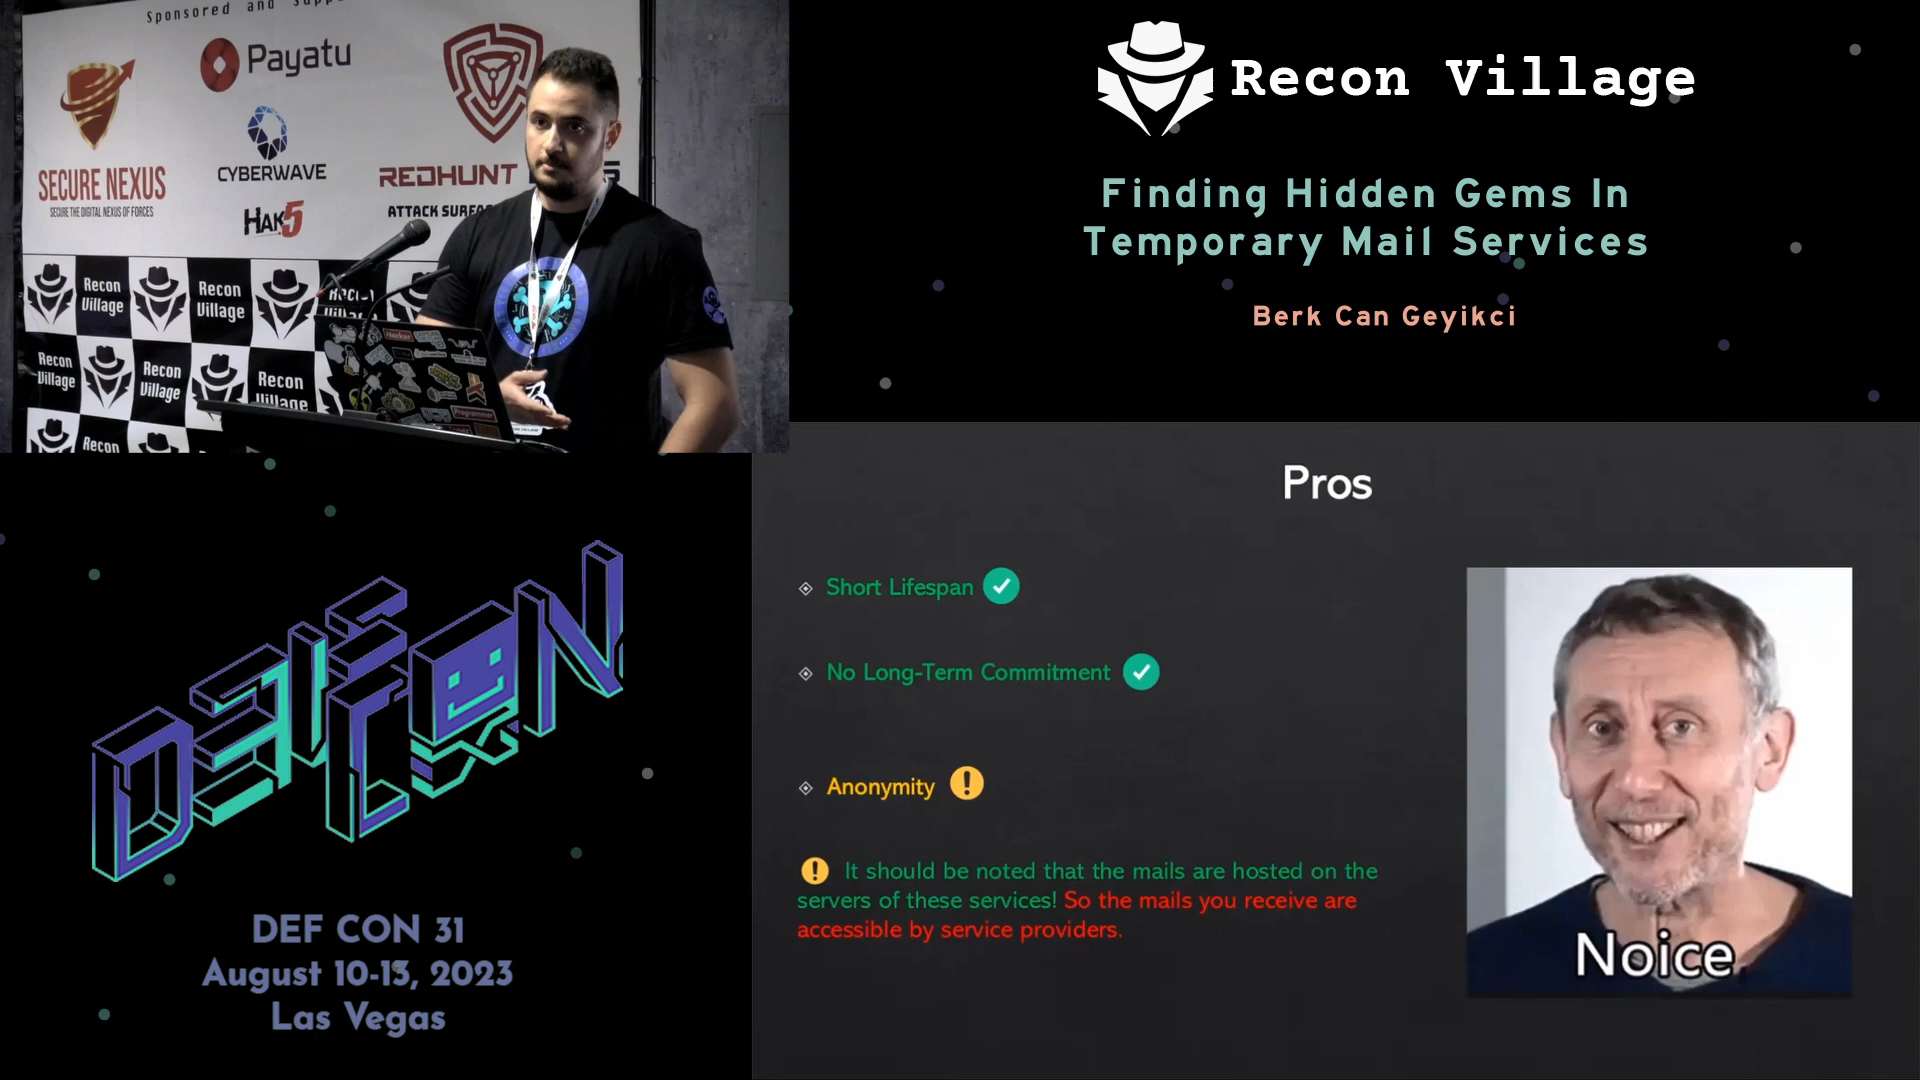 Sponsored and
SECURE NEXUS
SECURE THE DIGITAL NEXUS OF FORCES
Payatu
CYBERWAVE
HAK5
REDHUNT
ATTACK
Recon
Village
Recon
Village
Recon
Village
Recon
Village
Recon
Village
Recon
Recon
Hacker
Programmer
Recon Village
Finding Hidden Gems In
Temporary Mail Services
Berk Can Geyikci
DEF CON
DEF CON 31
August 10-13, 2023
Las Vegas
Pros
Short Lifespan
No Long-Term Commitment
Anonymity
It should be noted that the mails are hosted on the
servers of these services! So the mails you receive are
accessible by service providers.
Noice